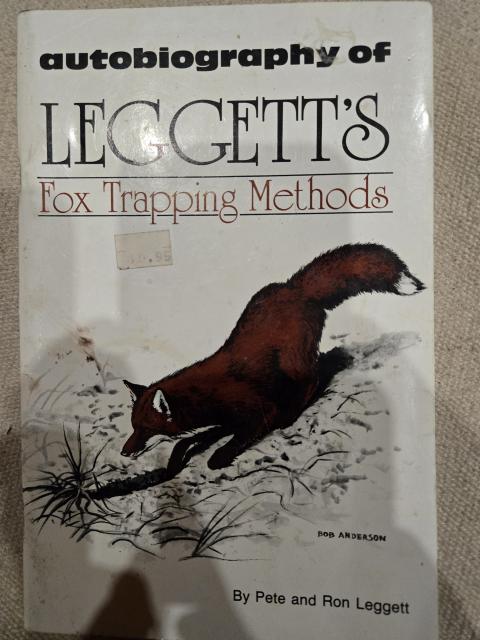 autobiography of
LEGGETT'S
Fox Trapping Methods
BOB ANDERSON
By Pete and Ron Leggett